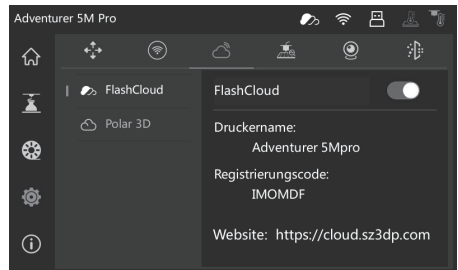 Adventurer 5M Pro
FlashCloud
Polar 3D
FlashCloud
Druckername:
Adventurer 5Mpro
Registrierungscode:
IMOMDF
Website: https://cloud.sz3dp.com